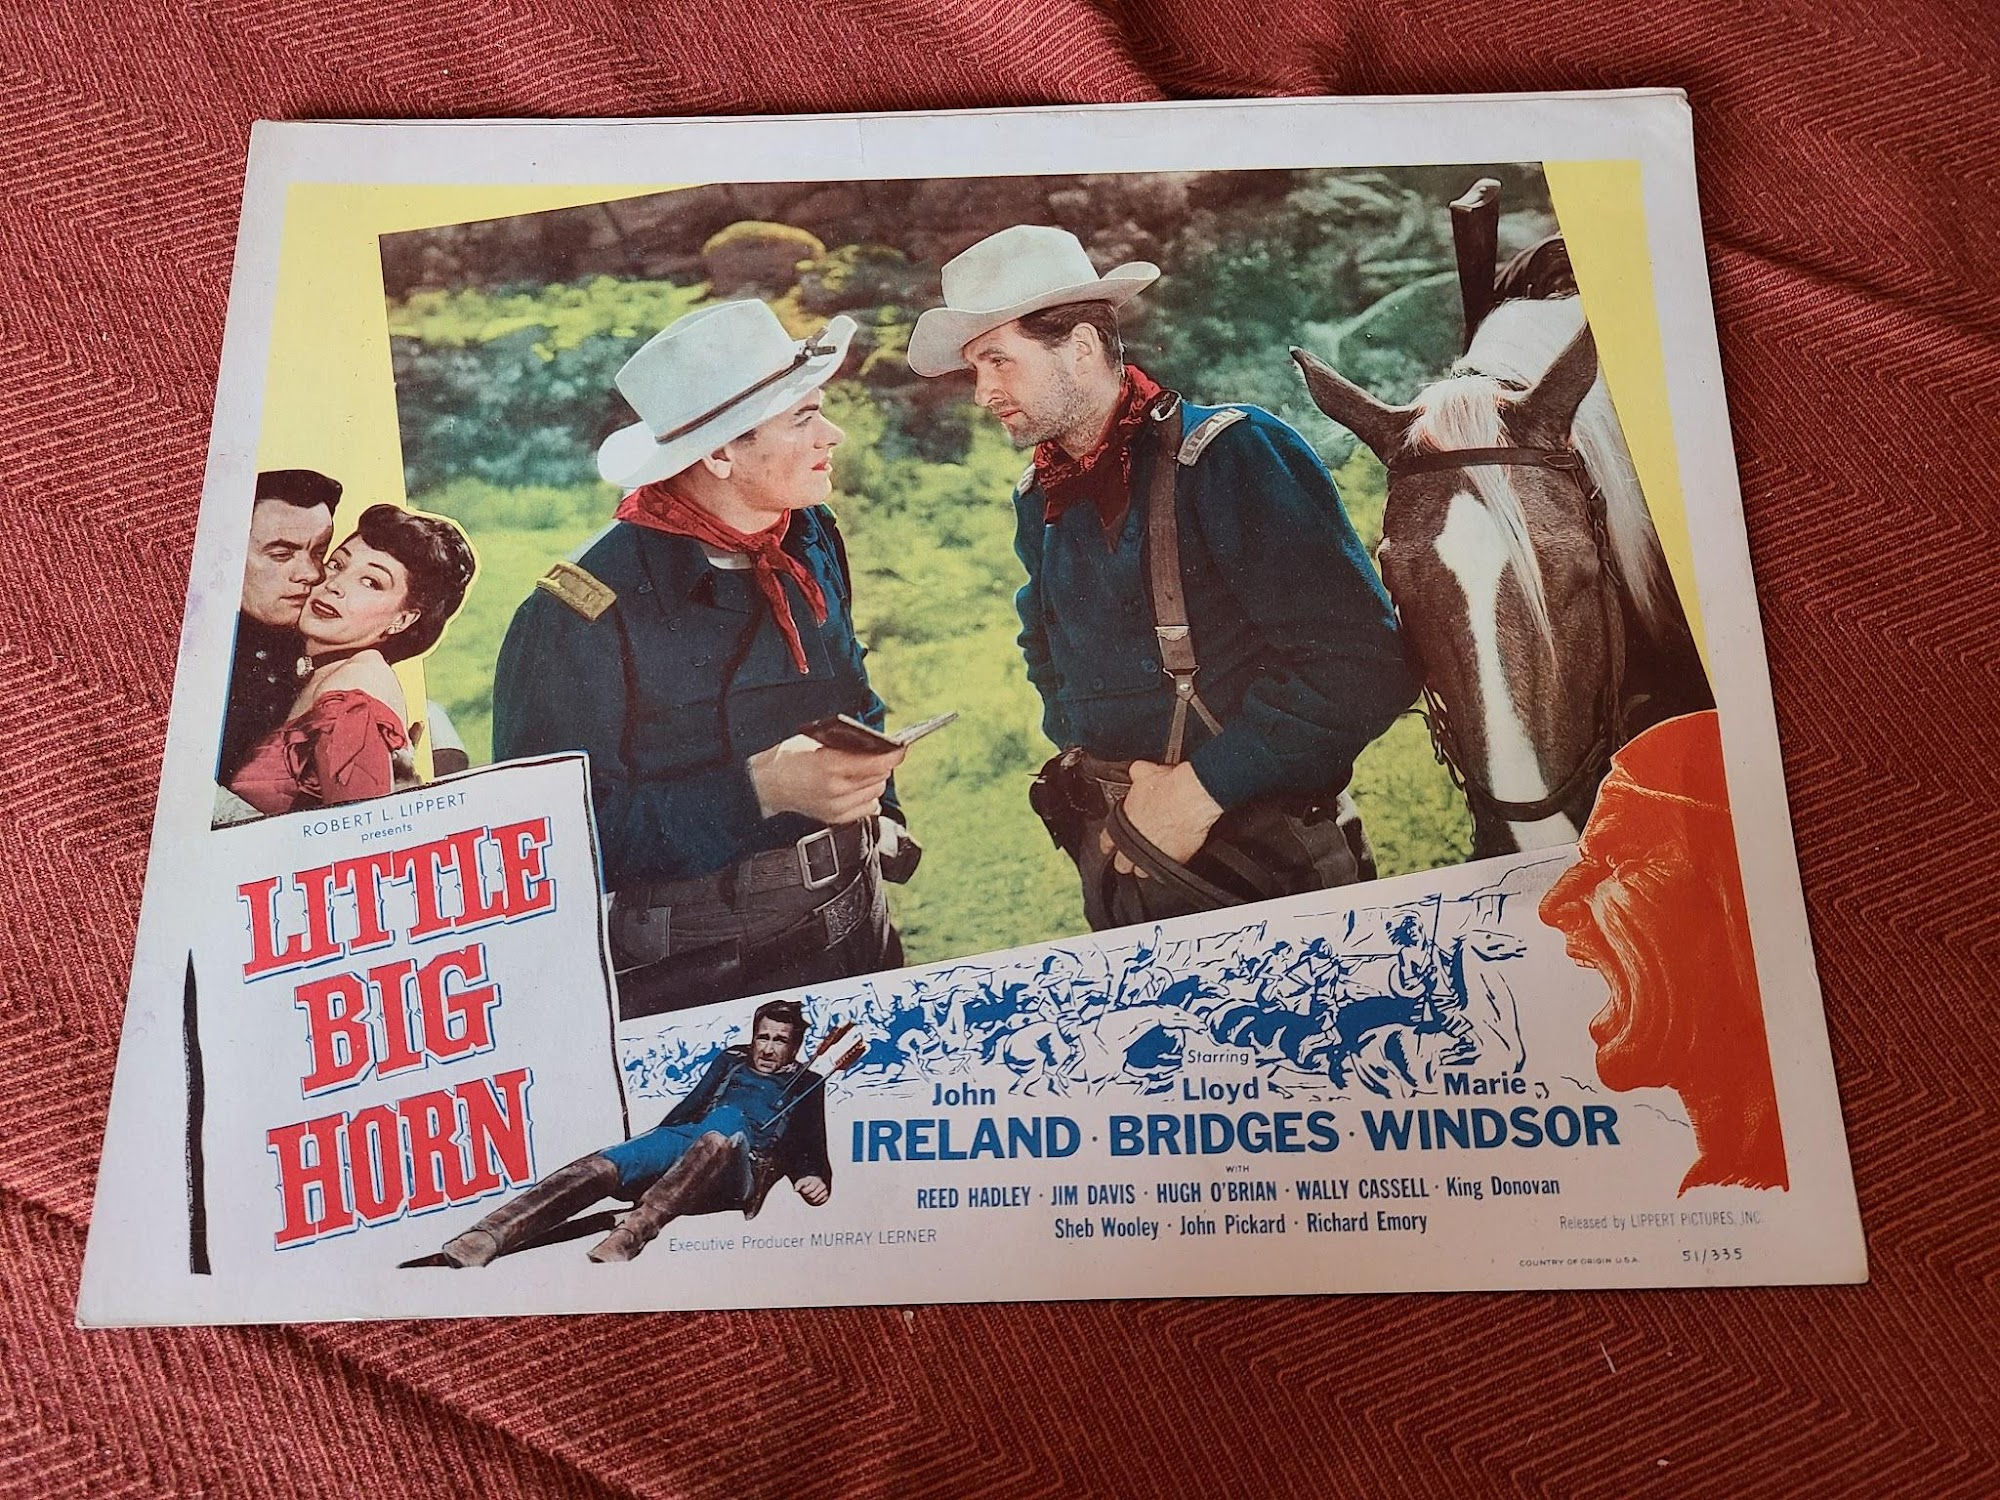 ROBERT L. LIPPERT
presents
LITTLE
BIG
HORN
Starring
John Lloyd Marie
IRELAND · BRIDGES · WINDSOR
WITH
REED HADLEY · JIM DAVIS · HUGH O'BRIAN · WALLY CASSELL · King Donovan
Sheb Wooley · John Pickard · Richard Emory
Executive Producer MURRAY LERNER
Released by LIPPERT PICTURES, INC.
COUNTRY OF ORIGIN U.S.A.
51/335